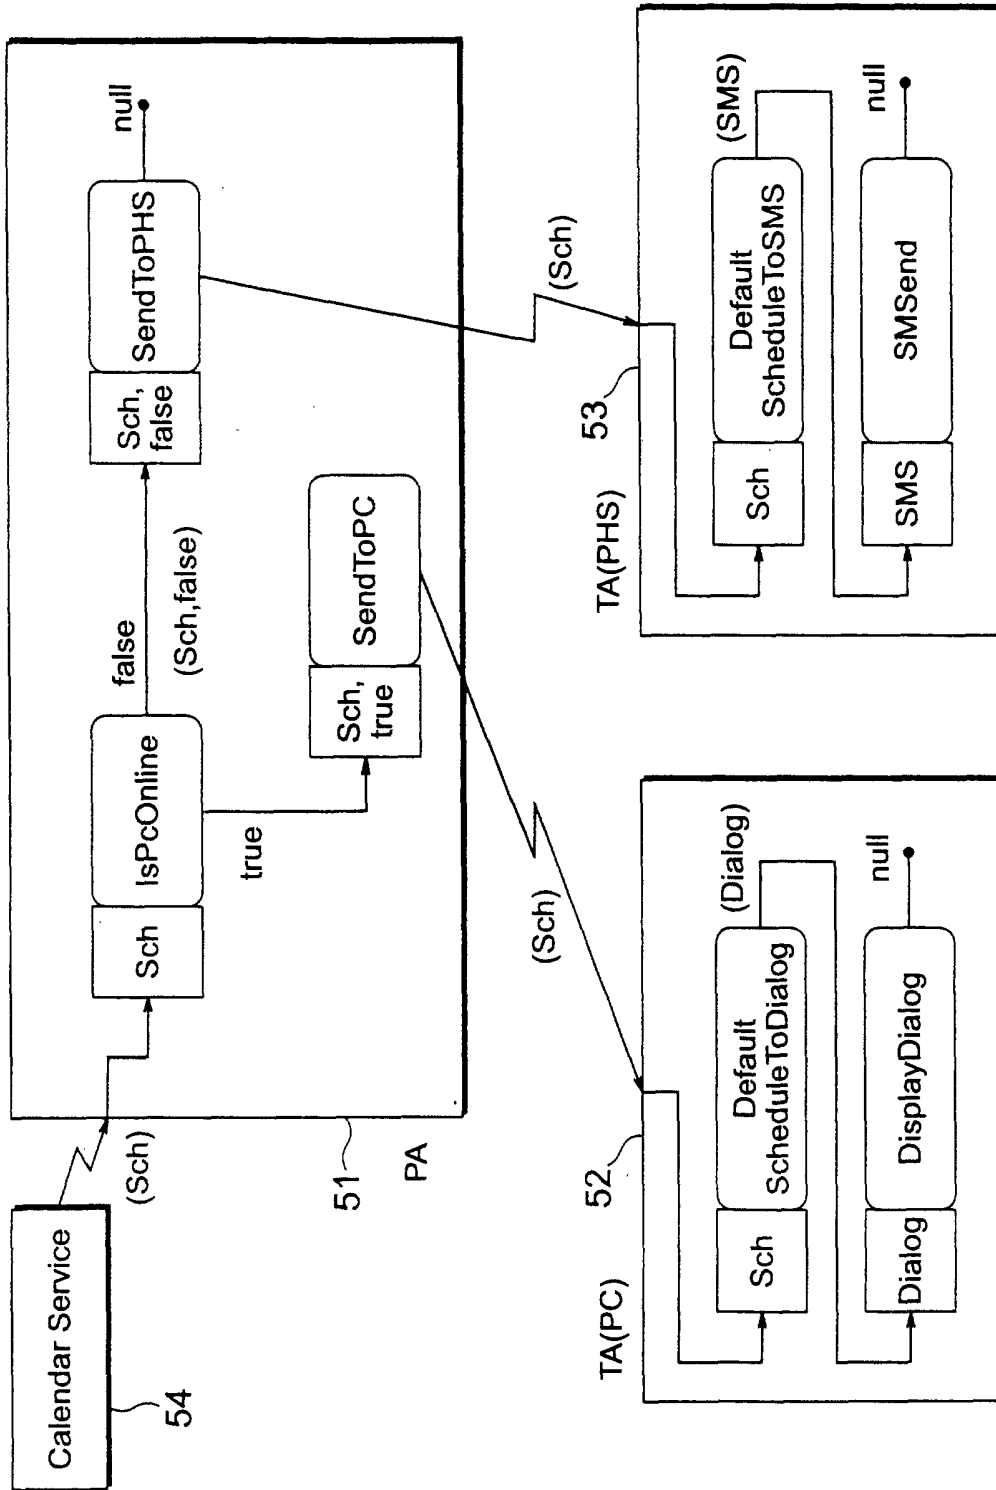 Calendar Service
54
(Sch)
51
PA
Sch
IsPcOnline
false
(Sch,false)
true
Sch,
false
SendToPHS
null
Sch,
true
SendToPC
(Sch)
(Sch)
TA(PC)
52
Sch
Default
ScheduleToDialog
(Dialog)
Dialog
DisplayDialog
null
TA(PHS)
53
Sch
Default
ScheduleToSMS
(SMS)
SMS
SMSend
null